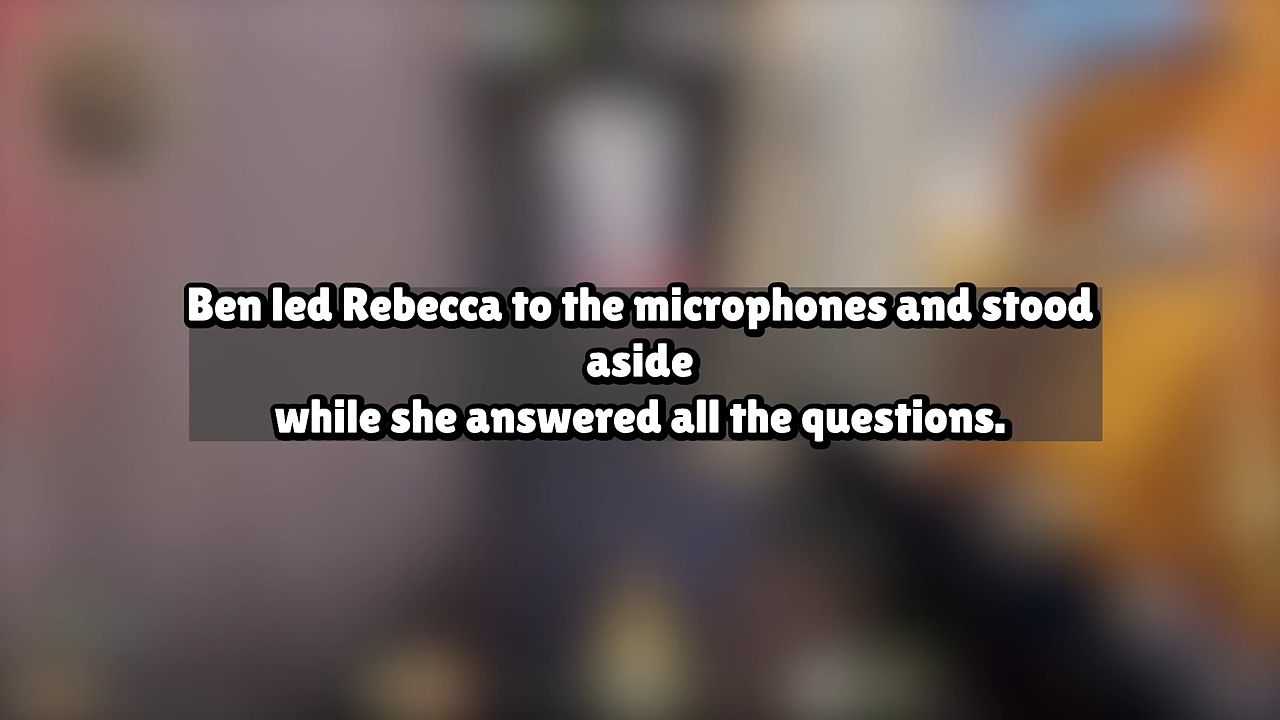 Ben led Rebecca to the microphones and stood
aside
while she answered all the questions.